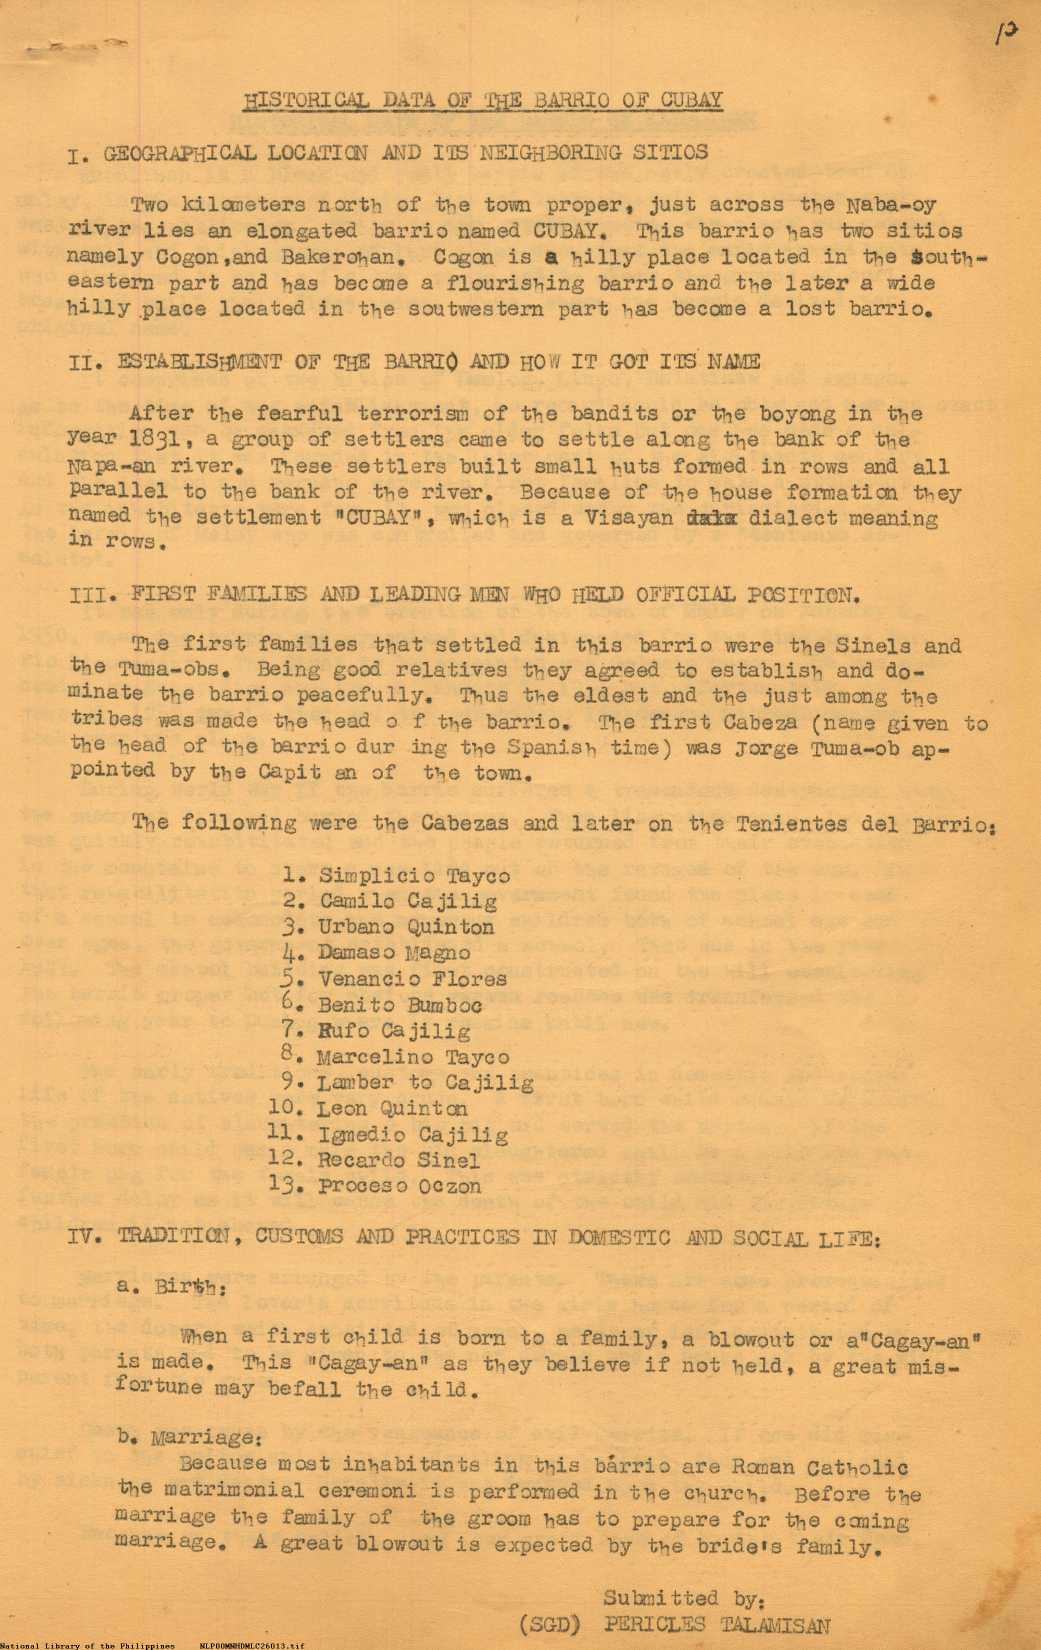 12
HISTORICAL DATA OF THE BARRIO OF CUBAY
I. GEOGRAPHICAL LOCATION AND ITS NEIGHBORING SITIOS
Two kilometers north of the town proper, just across the Naba-oy
river lies an elongated barrio named CUBAY. This barrio has two sitios
namely Cogon,and Bakerohan. Cogon is a hilly place located in the South-
eastern part and has become a flourishing barrio and the later a wide
hilly place located in the soutwestern part has become a lost barrio.
II. ESTABLISHMENT OF THE BARRIO AND HOW IT GOT ITS NAME
After the fearful terrorism of the bandits or the boyong in the
year 1831, a group of settlers came to settle along the bank of the
Napa-an river. These settlers built small huts formed in rows and all
parallel to the bank of the river. Because of the house formation they
named the settlement "CUBAY", which is a Visayan dialect meaning
in rows.
III. FIRST FAMILIES AND LEADING MEN WHO HELD OFFICIAL POSITION.
The first families that settled in this barrio were the Sinels and
the Tuma-obs. Being good relatives they agreed to establish and do-
minate the barrio peacefully. Thus the eldest and the just among the
tribes was made the head o f the barrio. The first Cabeza (name given to
the head of the barrio dur ing the Spanish time) was Jorge Tuma-ob ap-
pointed by the Capit an of the town.
The following were the Cabezas and later on the Tenientes del Barrio:
1. Simplicio Tayco
2. Camilo Cajilig
3. Urbano Quinton
4. Damaso Magno
5. Venancio Flores
6. Benito Bumboc
7. Rufo Cajilig
8. Marcelino Tayco
9. Lamber to Cajilig
10. Leon Quinton
11. Igmedio Cajilig
12. Recardo Sinel
13. Proceso Oczon
IV. TRADITION, CUSTOMS AND PRACTICES IN DOMESTIC AND SOCIAL LIFE:
a. Birth:
When a first child is born to a family, a blowout or a"Cagay-an"
is made. This "Cagay-an" as they believe if not held, a great mis-
fortune may befall the child.
b. Marriage:
Because most inhabitants in this barrio are Roman Catholic
the matrimonial ceremoni is performed in the church. Before the
marriage the family of the groom has to prepare for the coming
marriage. A great blowout is expected by the bride's family.
Submitted by:
(SGD) PERICLES TALAMISAN
National Library of the Philippines NLP00MNHDMLC26013.tif